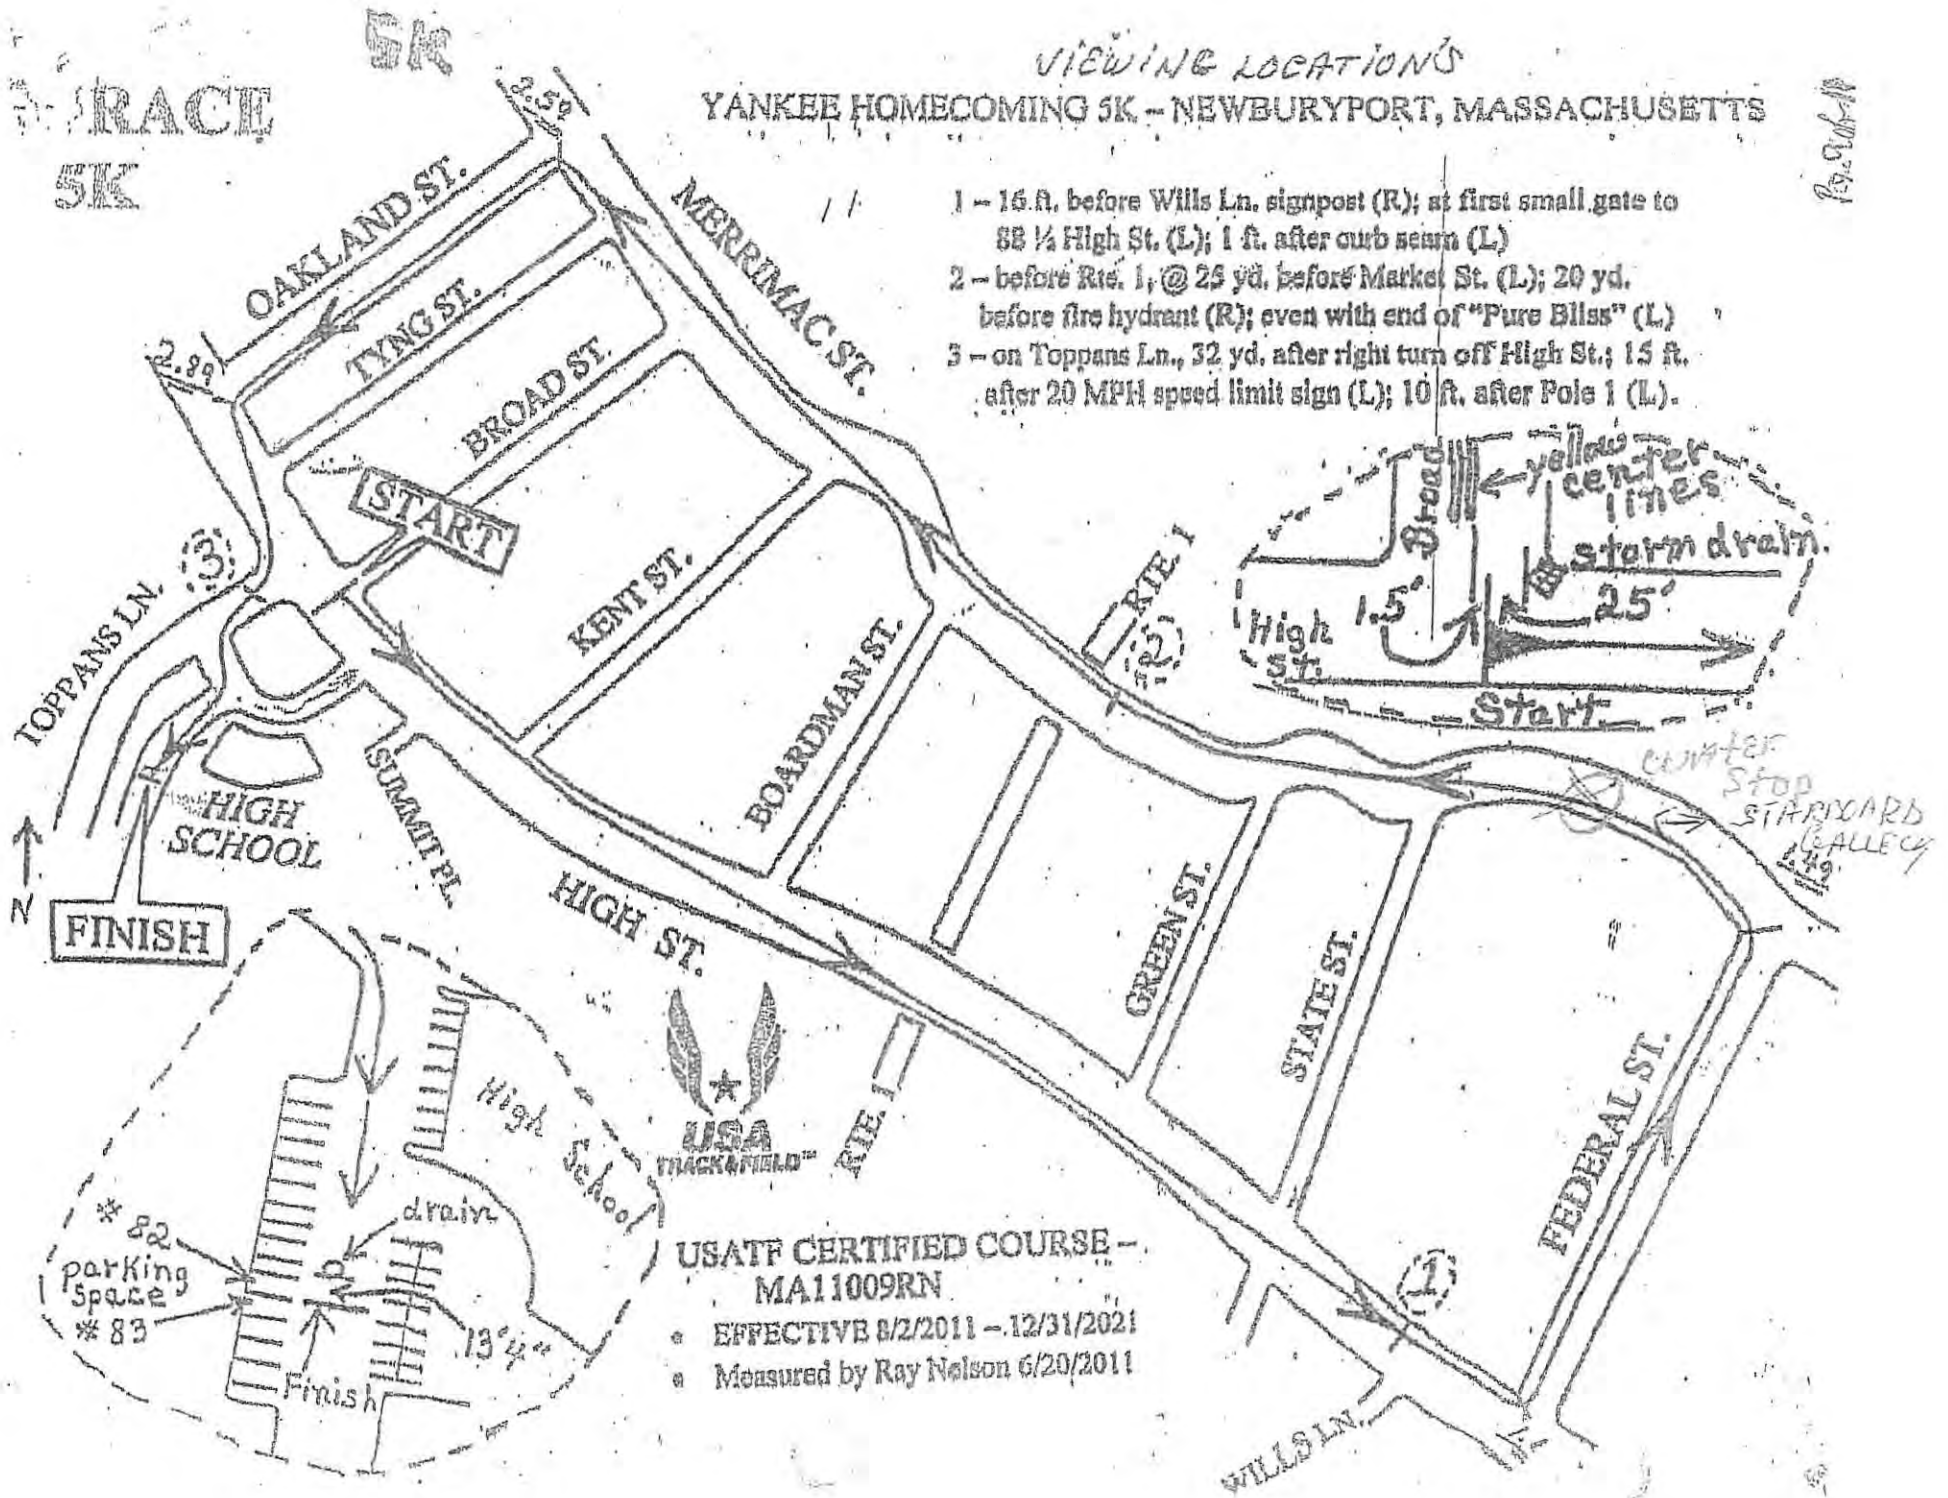 5K
RACE
5K
VIEWING LOCATION'S
YANKEE HOMECOMING 5K – NEWBURYPORT, MASSACHUSETTS
1 – 16 ft. before Wills Ln. signpost (R); at first small gate to
88 ½ High St. (L); 1 ft. after curb seam (L)
2 – before Rte. 1, @ 25 yd. before Market St. (L); 20 yd.
before fire hydrant (R); even with end of "Pure Bliss" (L)
3 – on Toppans Ln., 32 yd. after right turn off High St.; 15 ft.
after 20 MPH speed limit sign (L); 10 ft. after Pole 1 (L).
2.59
OAKLAND ST.
MERRIMAC ST.
TYNG ST.
2.89
BROAD ST.
START
3
TOPPANS LN.
KENT ST.
BOARDMAN ST.
RTE. 1
2
Broad
yellow
center
lines
storm drain.
1.5'
25'
High
St.
Start
WATER
STOP
STARBOARD
GALLECY
1.49
HIGH
SCHOOL
SUMMIT PL.
N
FINISH
HIGH ST.
GREEN ST.
STATE ST.
FEDERAL ST.
RTE. 1
USA
TRACK & FIELD™
High School
# 82
parking
space
# 83
drain
13'4"
Finish
USATF CERTIFIED COURSE –
MA11009RN
• EFFECTIVE 8/2/2011 – 12/31/2021
• Measured by Ray Nelson 6/20/2011
1
WILLS LN.